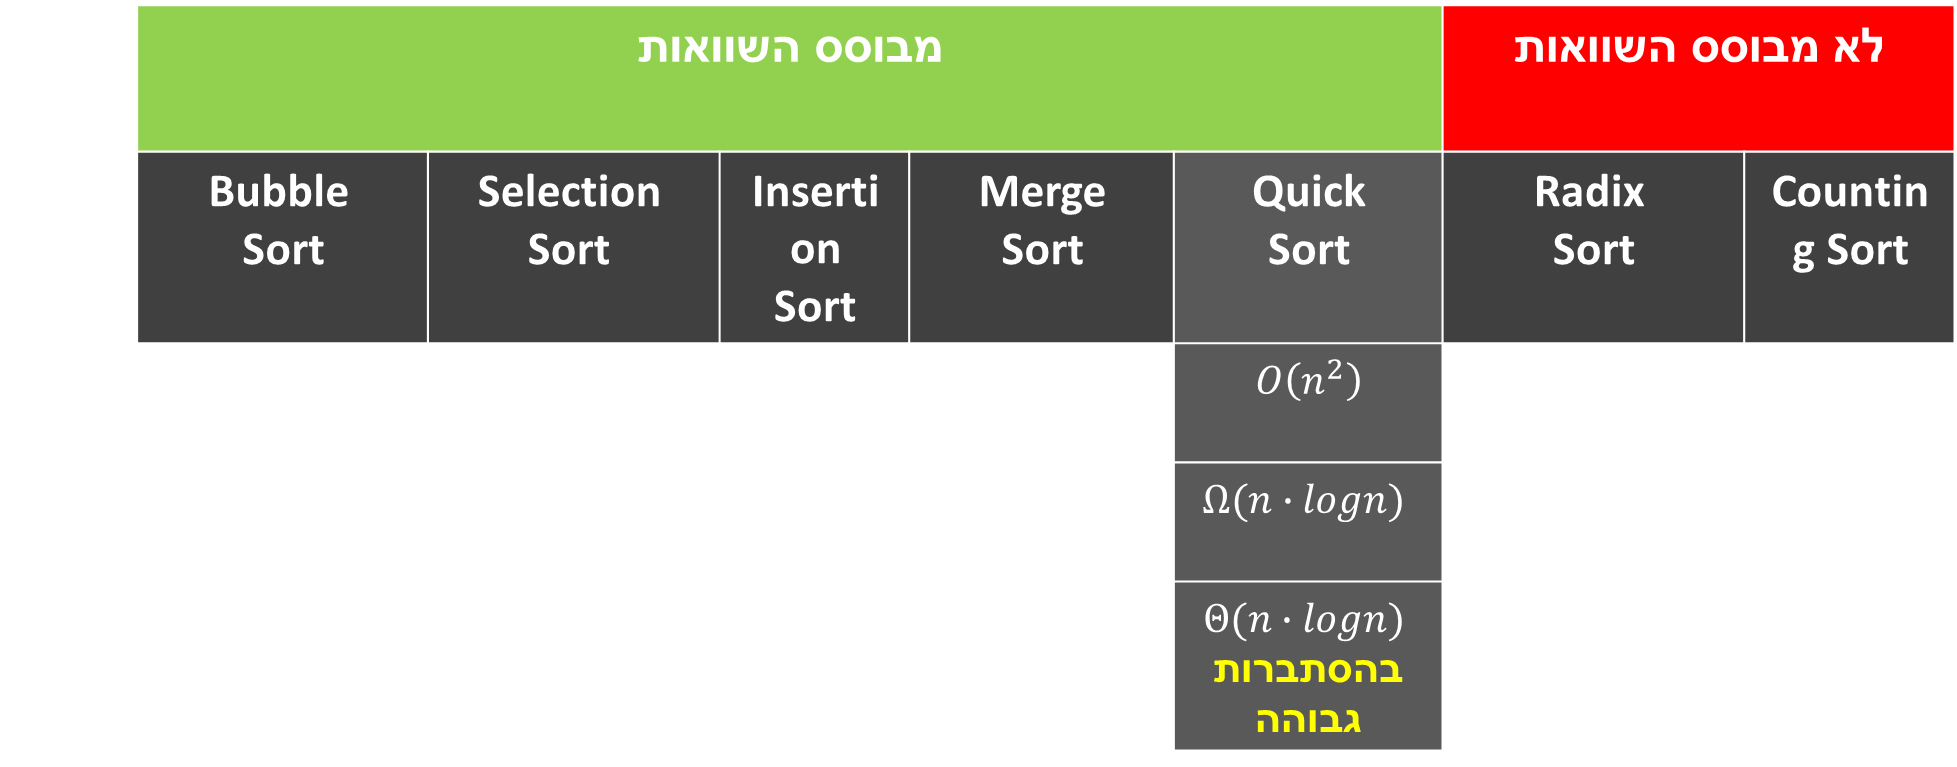 מבוסס השוואות
לא מבוסס השוואות
Bubble
Sort
Selection
Sort
Inserti
on
Sort
Merge
Sort
Quick
Sort
Radix
Sort
Countin
g Sort
O(n²)
Ω(n · logn)
Θ(n · logn)
בהסתברות
גבוהה